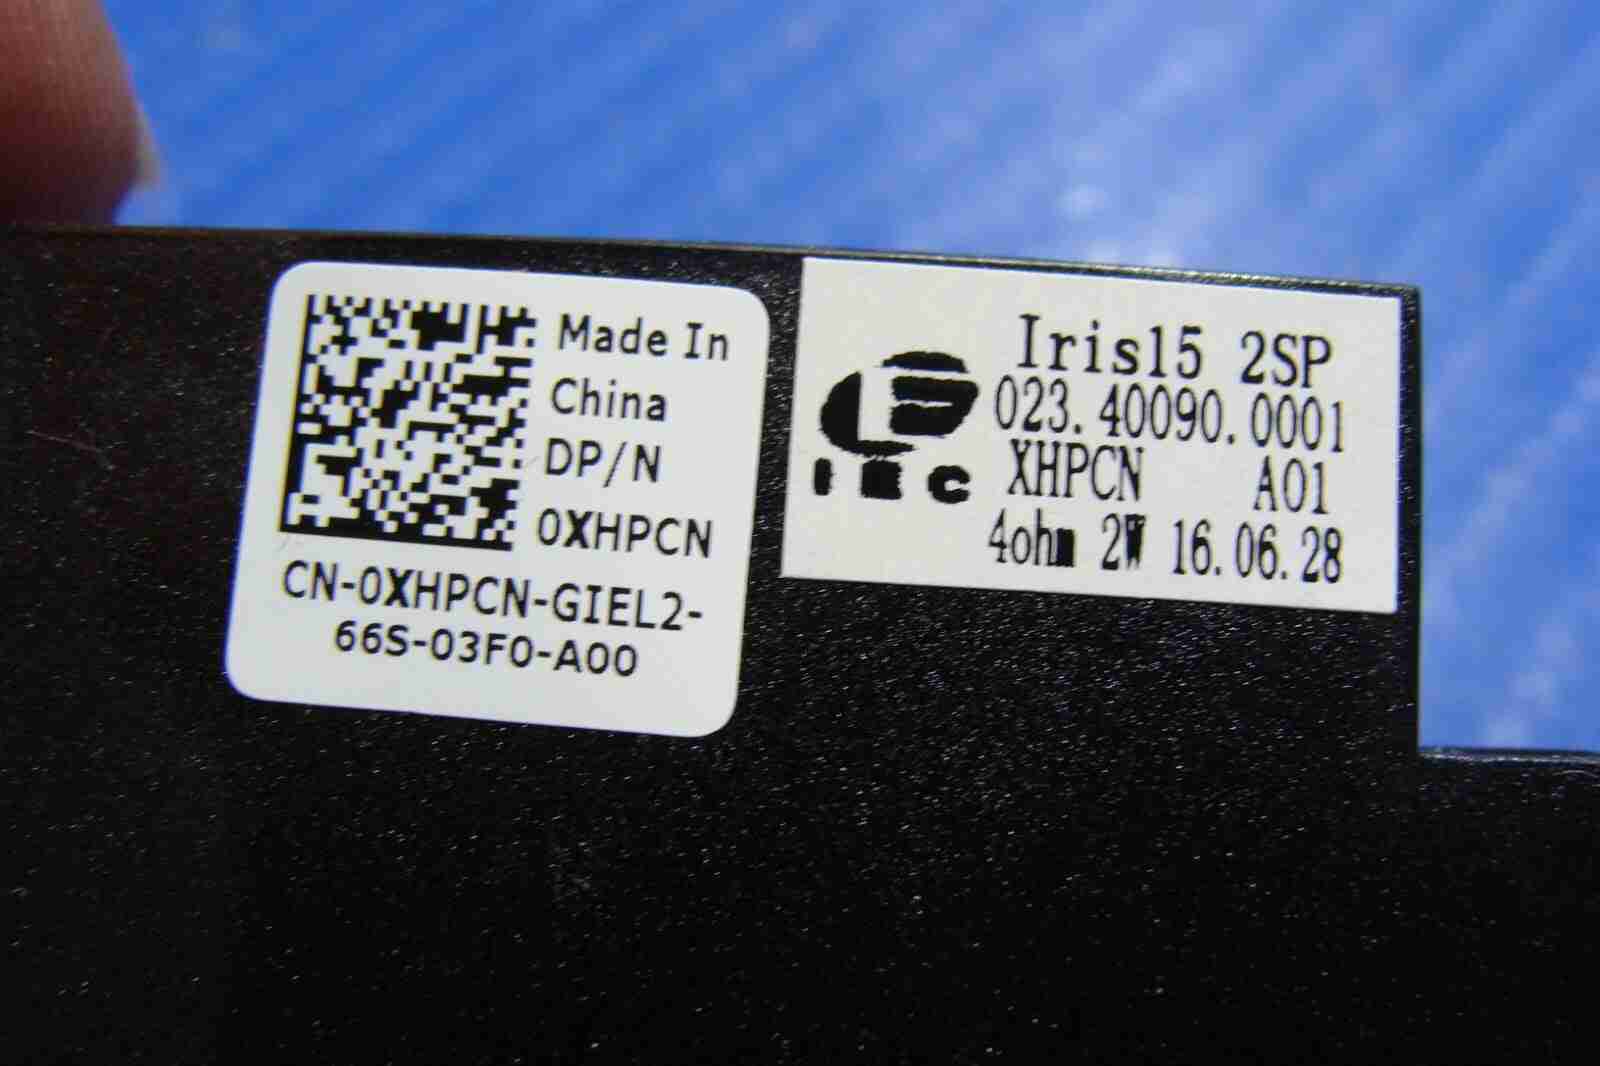 Made In
China
DP/N
0XHPCN
CN-0XHPCN-GIEL2-
66S-03F0-A00
Iris15 2SP
023.40090.0001
XHPCN A01
4ohm 2W 16.06.28